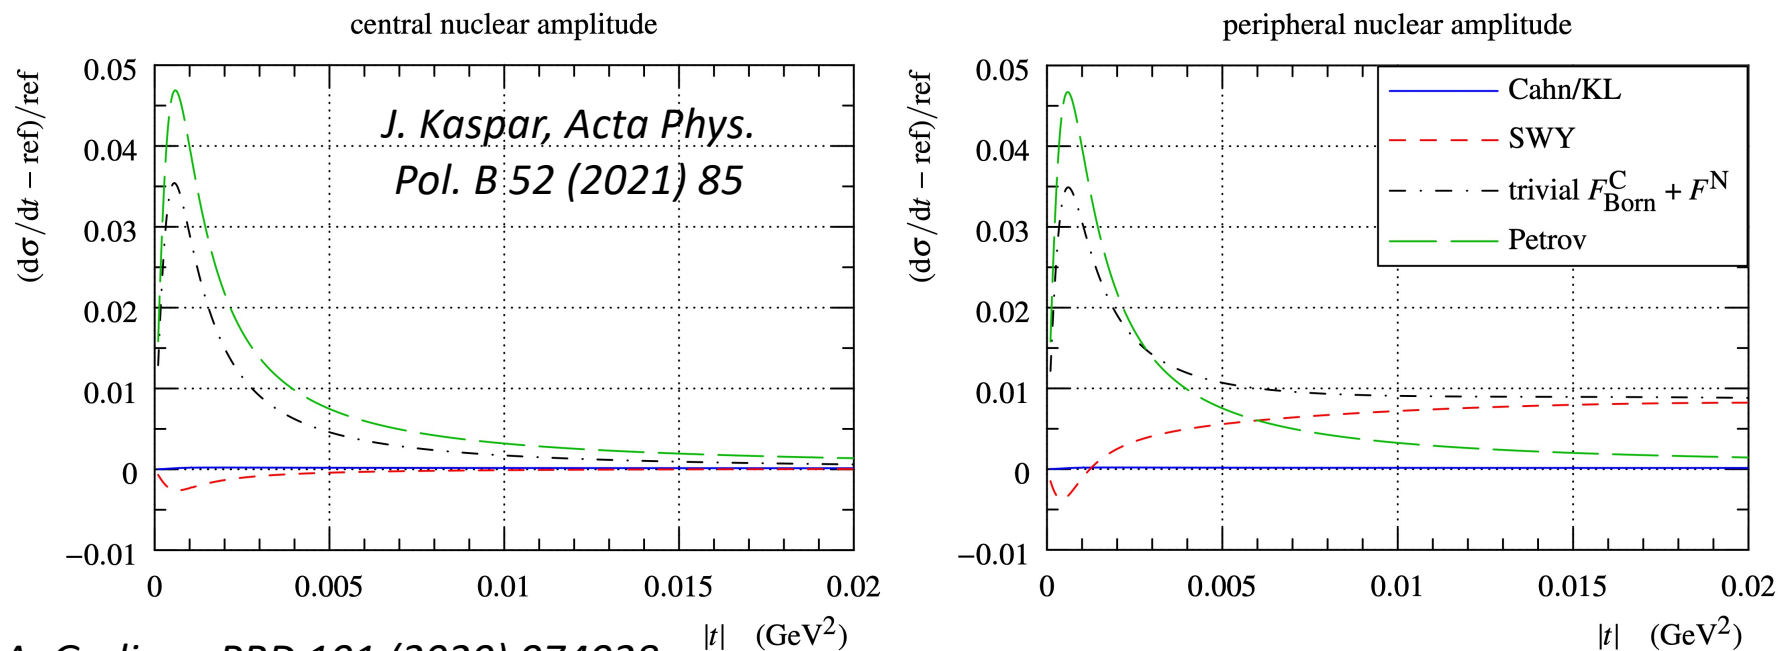 central nuclear amplitude
(dσ/dt − ref)/ref
0.05
0.04
0.03
0.02
0.01
0
−0.01
J. Kaspar, Acta Phys.
Pol. B 52 (2021) 85
0 0.005 0.01 0.015 0.02
|t| (GeV²)
peripheral nuclear amplitude
(dσ/dt − ref)/ref
0.05
0.04
0.03
0.02
0.01
0
−0.01
Cahn/KL
SWY
trivial F^C_Born + F^N
Petrov
0 0.005 0.01 0.015 0.02
|t| (GeV²)